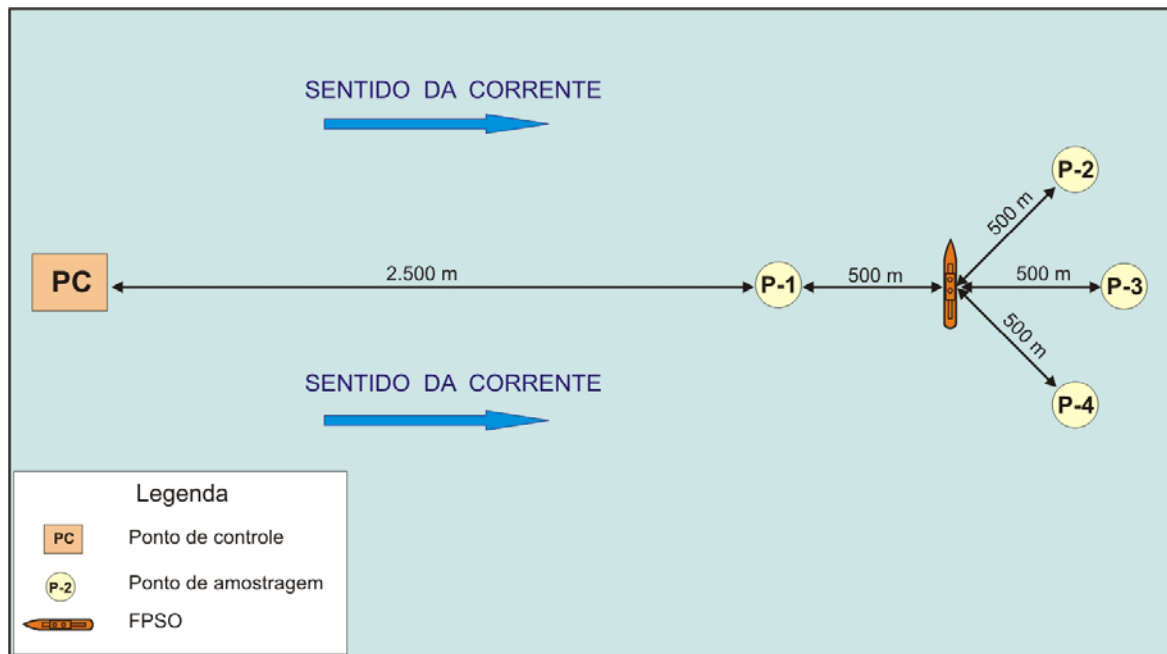 SENTIDO DA CORRENTE
P-2
500 m
PC
2.500 m
P-1
500 m
500 m
P-3
500 m
SENTIDO DA CORRENTE
P-4
Legenda
PC
Ponto de controle
P-2
Ponto de amostragem
FPSO